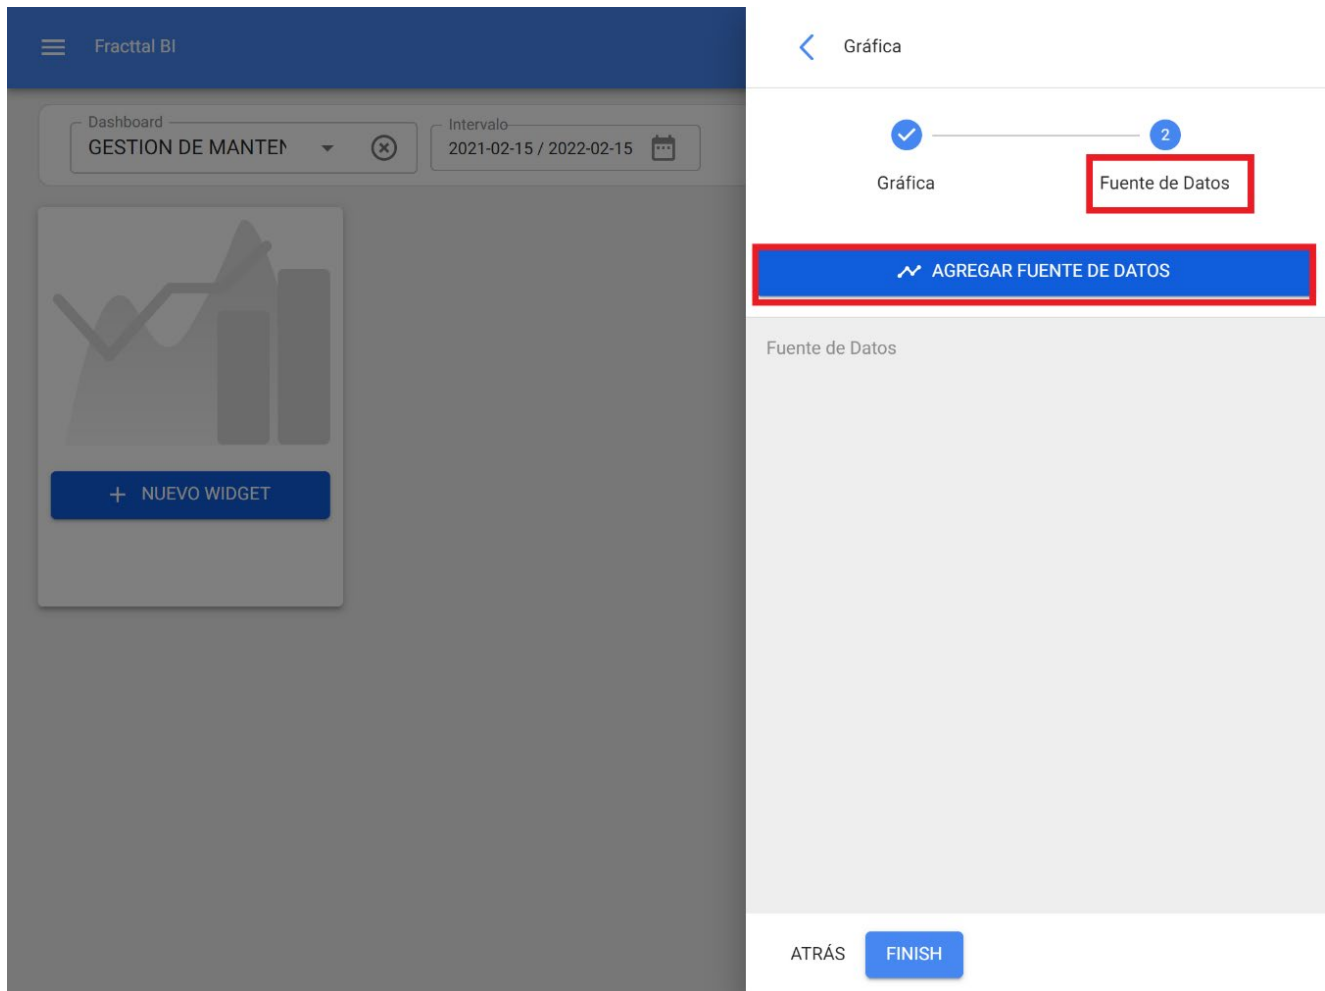 Fracttal BI
Dashboard
GESTION DE MANTEN
Intervalo
2021-02-15 / 2022-02-15
NUEVO WIDGET
Gráfica
2
Gráfica
Fuente de Datos
AGREGAR FUENTE DE DATOS
Fuente de Datos
ATRÁS
FINISH